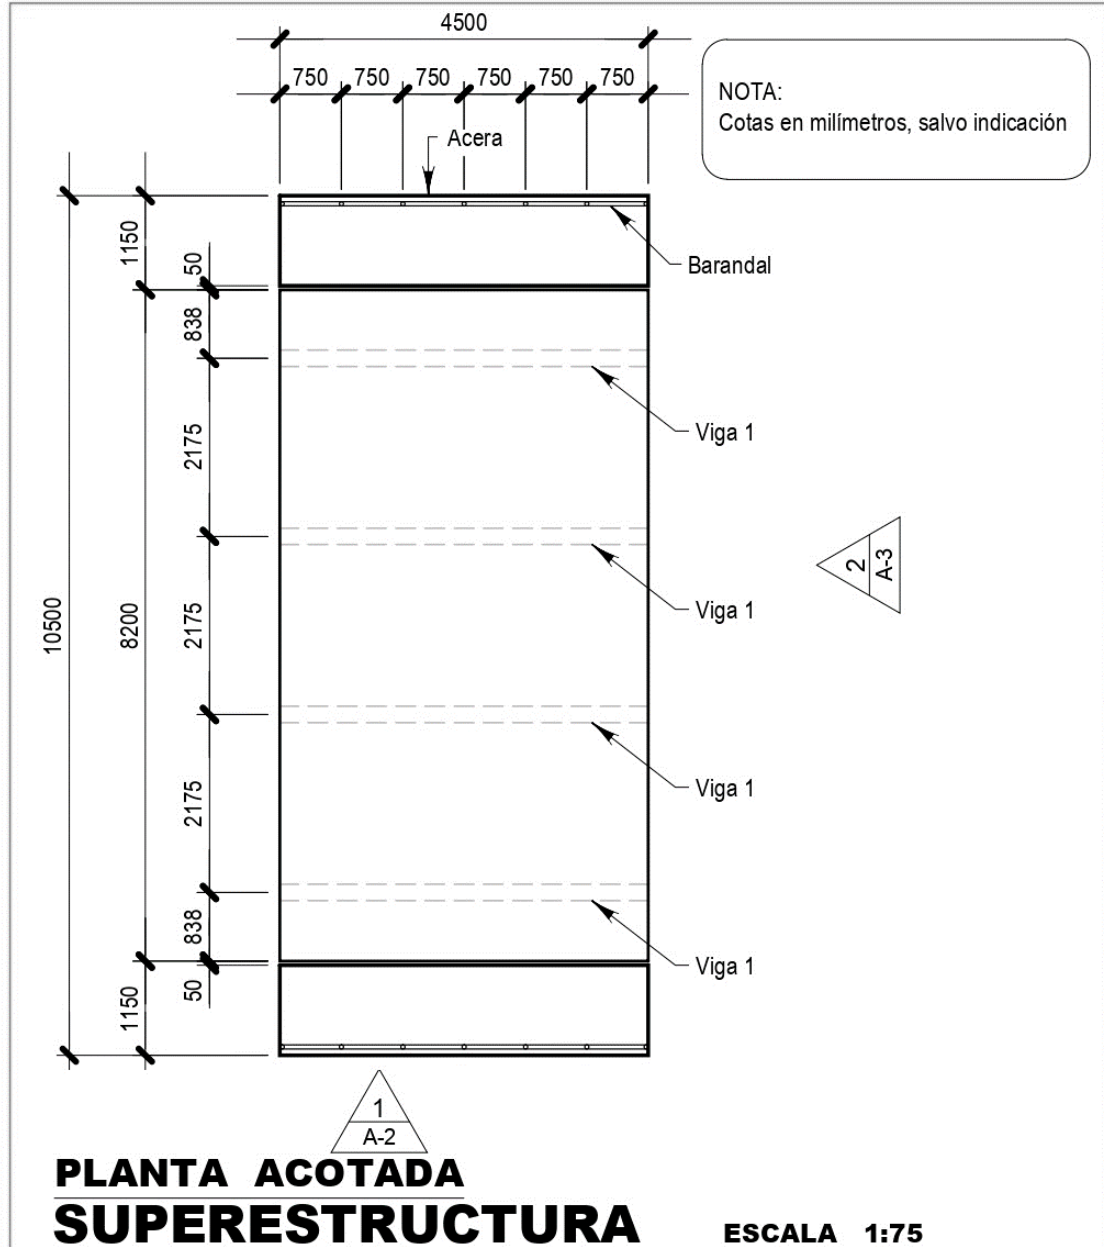 4500
750 750 750 750 750 750
NOTA:
Cotas en milímetros, salvo indicación
Acera
1150
50
Barandal
838
Viga 1
2175
Viga 1
2
A-3
10500
8200
2175
Viga 1
2175
838
Viga 1
50
1150
1
A-2
PLANTA ACOTADA
SUPERESTRUCTURA
ESCALA 1:75